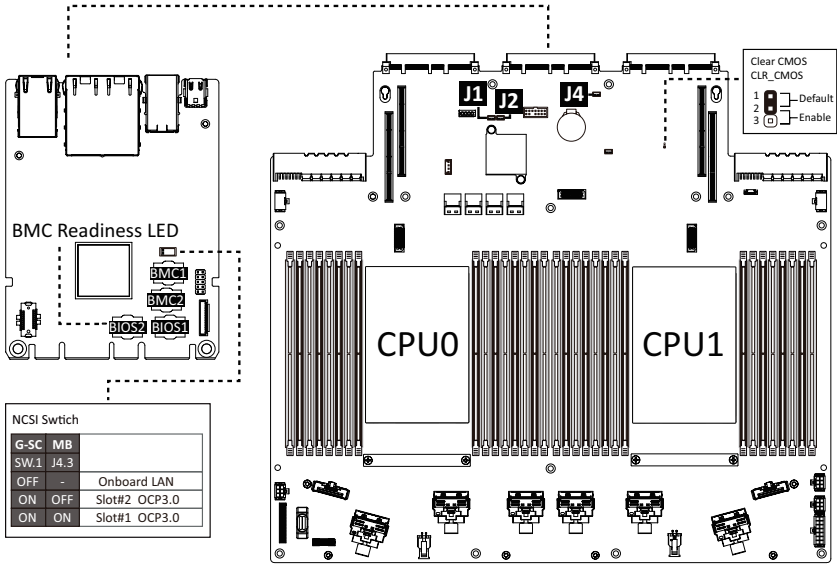 J1
J2
J4
Clear CMOS
CLR_CMOS
1
2
3
Default
Enable
BMC Readiness LED
BMC1
BMC2
BIOS2
BIOS1
CPU0
CPU1
NCSI Swtich
G-SC MB
SW.1 J4.3
OFF - Onboard LAN
ON OFF Slot#2 OCP3.0
ON ON Slot#1 OCP3.0